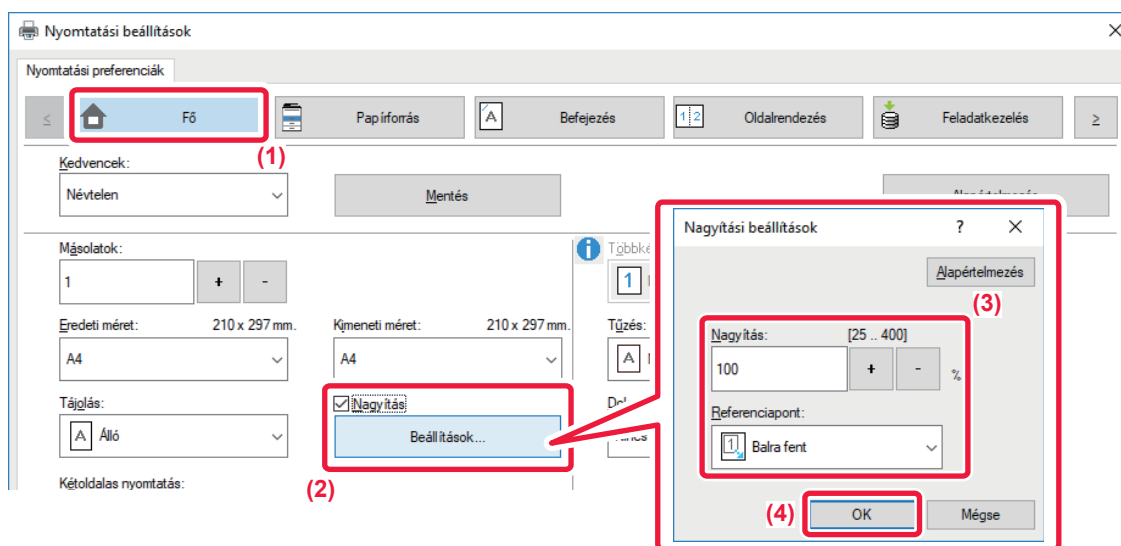 Nyomtatási beállítások
Nyomtatási preferenciák
< Fő Papírforrás Befejezés Oldalrendezés Feladatkezelés >
(1)
Kedvencek:
Névtelen Mentés
Másolatok:
1 + -
Eredeti méret: 210 x 297 mm. Kimeneti méret: 210 x 297 mm. Tűzés:
A4 A4
Tájolás: Nagyítás
Álló Beállítások...
(2)
Kétoldalas nyomtatás:
Nagyítási beállítások ? X
Alapértelmezés
(3)
Nagyítás: [25 .. 400]
100 + - %
Referenciapont:
1 Balra fent
(4) OK Mégse